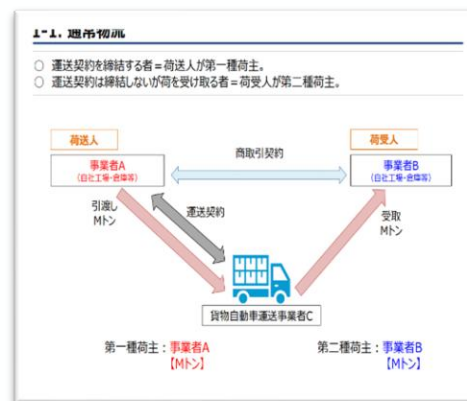 1-1. 通常物流
○ 運送契約を締結する者＝荷送人が第一種荷主。
○ 運送契約は締結しないが荷を受け取る者＝荷受人が第二種荷主。
荷送人
荷受人
事業者A
(自社工場・倉庫等)
商取引契約
事業者B
(自社工場・倉庫等)
引渡し
Mトン
運送契約
受取
Mトン
貨物自動車運送事業者C
第一種荷主：事業者A
【Mトン】
第二種荷主：事業者B
【Mトン】